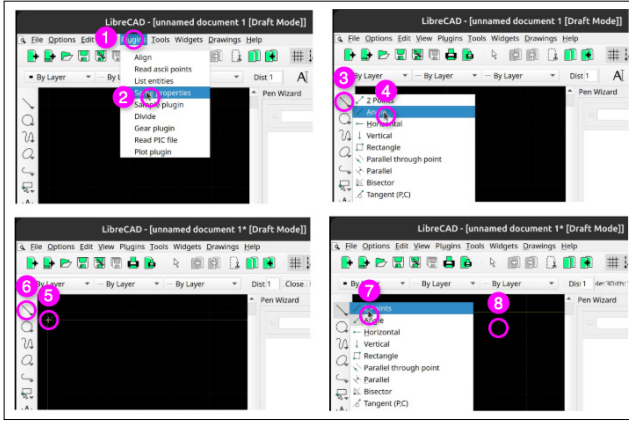 LibreCAD - [unnamed document 1 [Draft Mode]]
File Options Edit Plugins Tools Widgets Drawings Help
1
By Layer By L Dist 1 A
Pen Wizard
Align
Read ascii points
List entities
properties
2
Sample plugin
Divide
Gear plugin
Read PIC file
Plot plugin
LibreCAD - [unnamed document 1 [Draft Mode]]
File Options Edit View Plugins Tools Widgets Drawings Help
By Layer By Layer By Layer Dist 1 A
3
4
Pen Wizard
2 Points
Angle
Horizontal
Vertical
Rectangle
Parallel through point
Parallel
Bisector
Tangent (P,C)
LibreCAD - [unnamed document 1* [Draft Mode]]
File Options Edit View Plugins Tools Widgets Drawings Help
By Layer By Layer By Layer Dist 1 Close
6
5
Pen Wizard
LibreCAD - [unnamed document 1* [Draft Mode]]
File Options Edit View Plugins Tools Widgets Drawings Help
By Layer By Layer Dist 1
7
8
Pen Wizard
Points
Angle
Horizontal
Vertical
Rectangle
Parallel through point
Parallel
Bisector
Tangent (P,C)